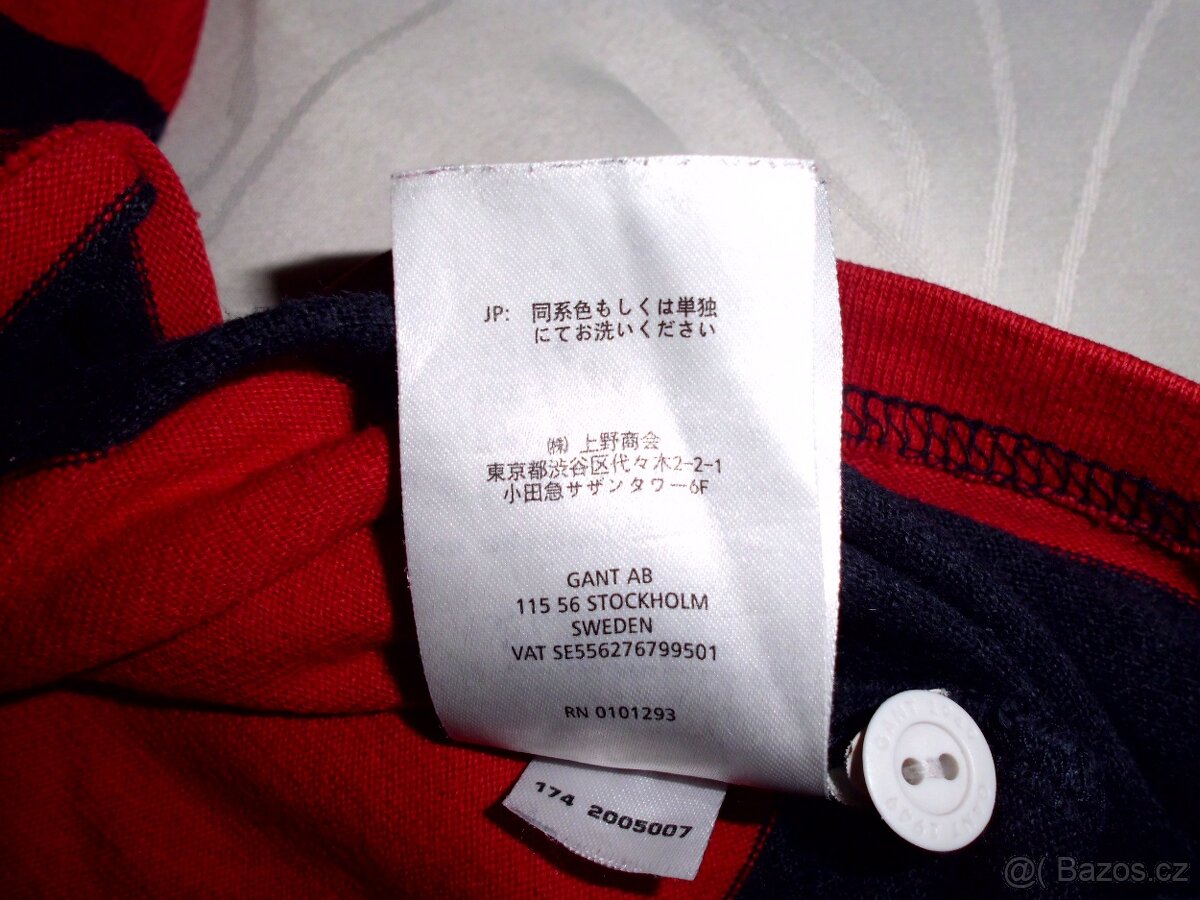 JP: 同系色もしくは単独
にてお洗いください
㈱ 上野商会
東京都渋谷区代々木2-2-1
小田急サザンタワー6F
GANT AB
115 56 STOCKHOLM
SWEDEN
VAT SE556276799501
RN 0101293
174 2005007
GANT 1949
@( Bazos.cz